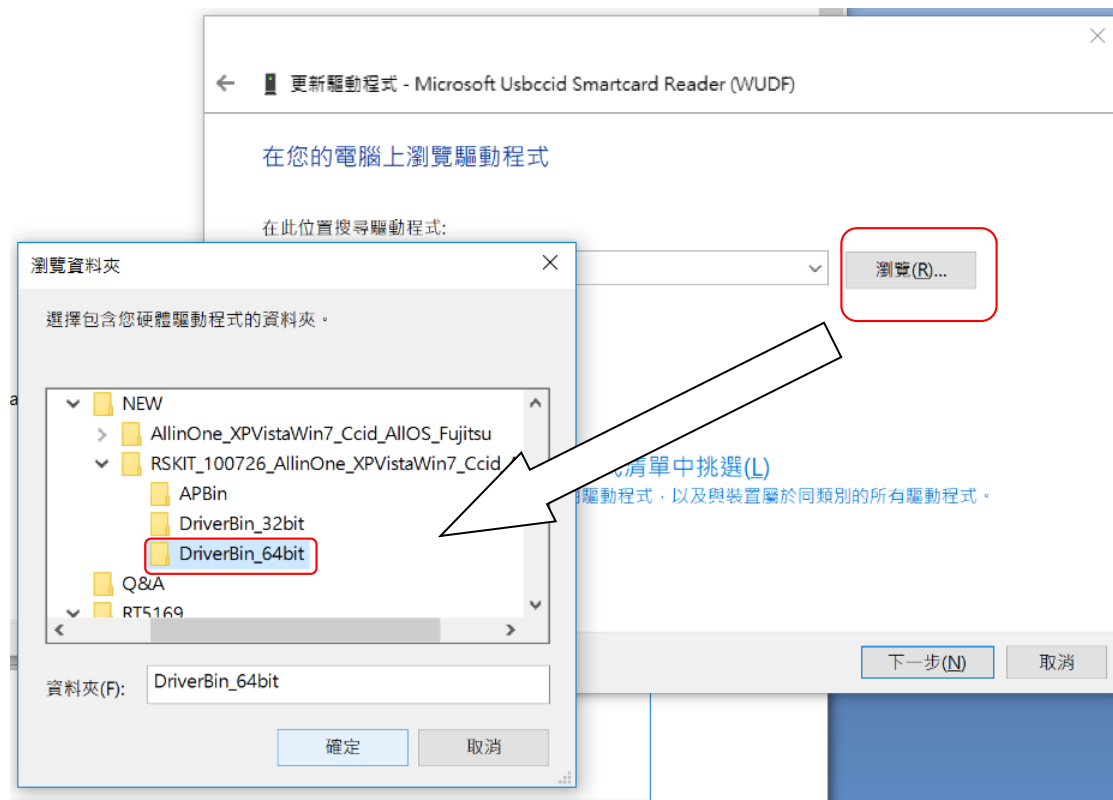 更新驅動程式 - Microsoft Usbccid Smartcard Reader (WUDF)
在您的電腦上瀏覽驅動程式
在此位置搜尋驅動程式:
瀏覽(R)...
清單中挑選(L)
驅動程式，以及與裝置屬於同類別的所有驅動程式。
下一步(N)
取消
瀏覽資料夾
選擇包含您硬體驅動程式的資料夾。
NEW
AllinOne_XPVistaWin7_Ccid_AllOS_Fujitsu
RSKIT_100726_AllinOne_XPVistaWin7_Ccid_
APBin
DriverBin_32bit
DriverBin_64bit
Q&A
RT5169
資料夾(F):
DriverBin_64bit
確定
取消